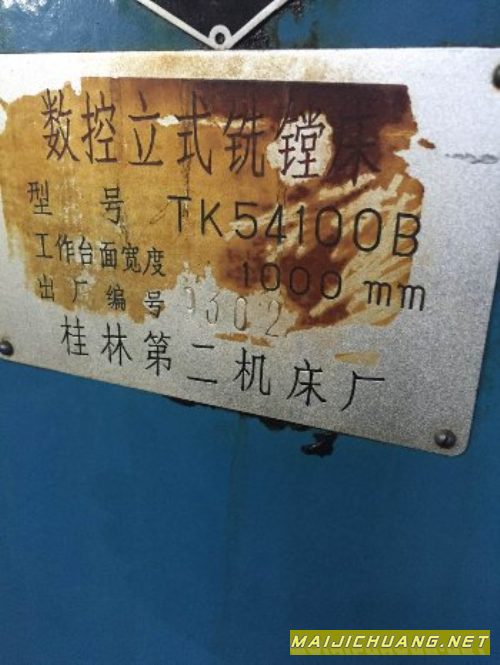 数控立式铣镗床
型 号 TK54100B
工作台面宽度 1000 mm
出厂编号 9302
桂林第二机床厂
MAIJICHUANG.NET